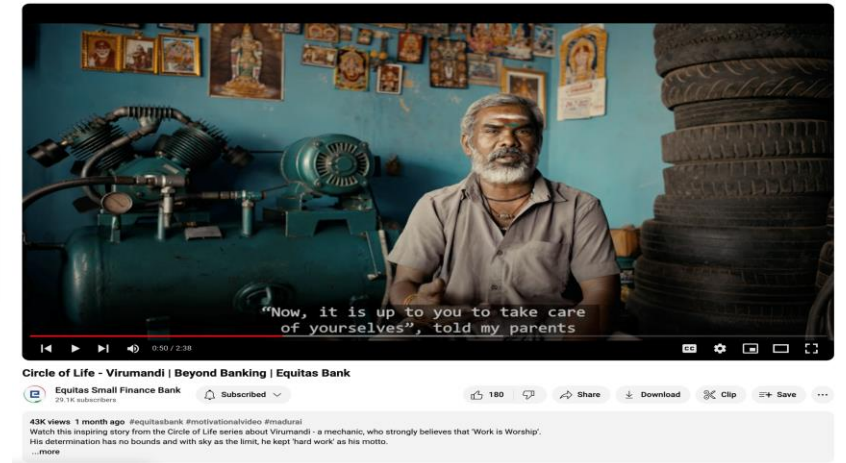 “Now, it is up to you to take care
of yourselves”, told my parents
0:50 / 2:38
CC
Circle of Life - Virumandi | Beyond Banking | Equitas Bank
Equitas Small Finance Bank
29.1K subscribers
Subscribed
180
Share
Download
Clip
Save
43K views 1 month ago #equitasbank #motivationalvideo #madurai
Watch this inspiring story from the Circle of Life series about Virumandi - a mechanic, who strongly believes that 'Work is Worship'.
His determination has no bounds and with sky as the limit, he kept 'hard work' as his motto.
...more